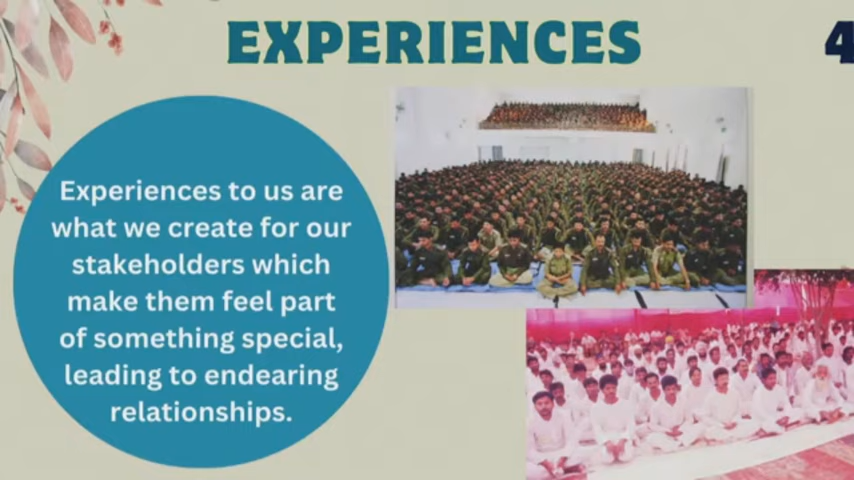 EXPERIENCES
4
Experiences to us are
what we create for our
stakeholders which
make them feel part
of something special,
leading to endearing
relationships.